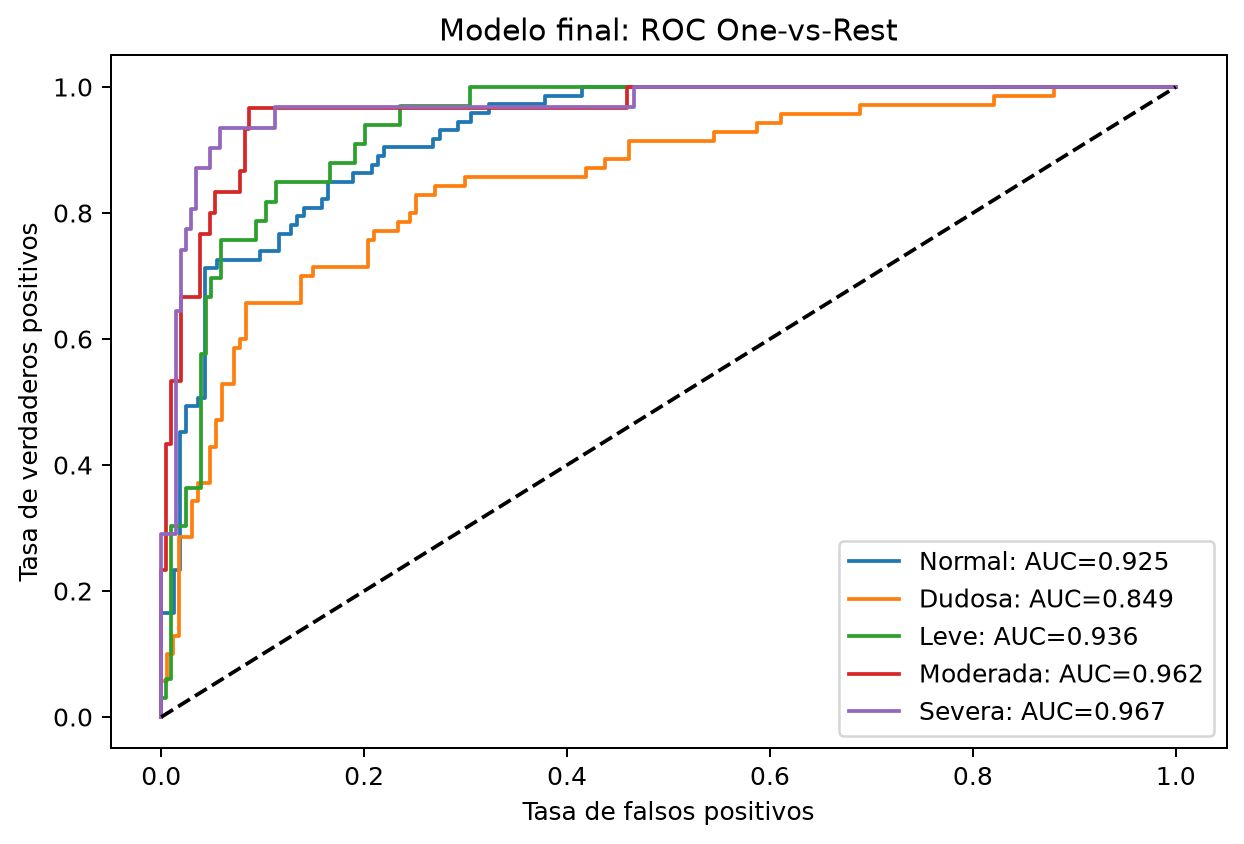 Modelo final: ROC One-vs-Rest
Tasa de verdaderos positivos
1.0
0.8
0.6
0.4
0.2
0.0
Normal: AUC=0.925
Dudosa: AUC=0.849
Leve: AUC=0.936
Moderada: AUC=0.962
Severa: AUC=0.967
0.0 0.2 0.4 0.6 0.8 1.0
Tasa de falsos positivos